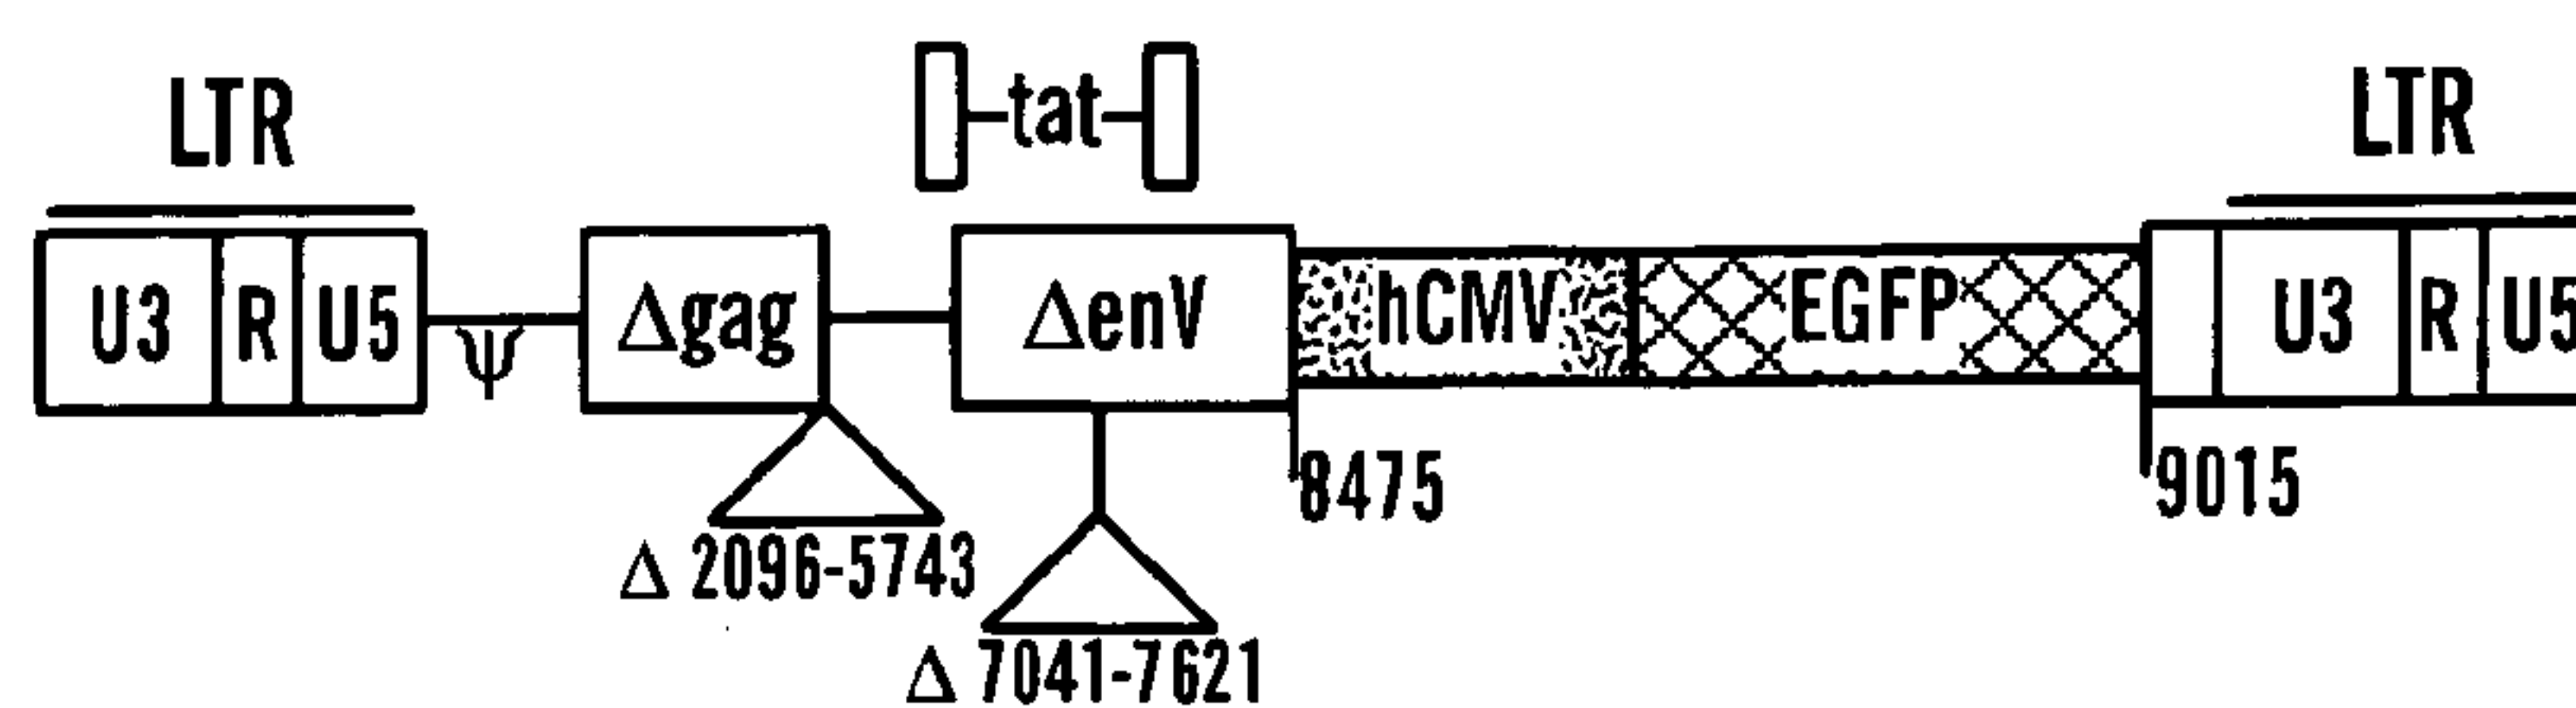 LTR
tat
LTR
U3 R U5
Ψ
Δgag
ΔenV
hCMV
EGFP
U3 R U5
8475
9015
Δ 2096-5743
Δ 7041-7621